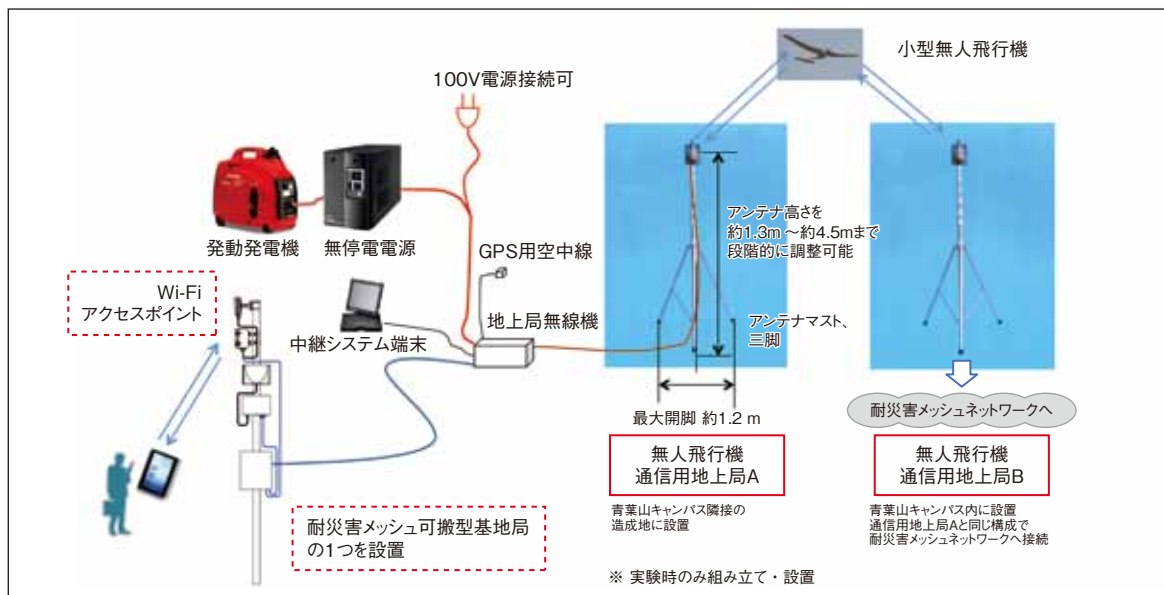 小型無人飛行機
100V電源接続可
発動発電機
無停電電源
アンテナ高さを
約1.3m ～約4.5mまで
段階的に調整可能
GPS用空中線
Wi-Fi
アクセスポイント
地上局無線機
中継システム端末
アンテナマスト、
三脚
最大開脚 約1.2 m
耐災害メッシュネットワークへ
無人飛行機
通信用地上局A
無人飛行機
通信用地上局B
青葉山キャンパス隣接の
造成地に設置
青葉山キャンパス内に設置
通信用地上局Aと同じ構成で
耐災害メッシュネットワークへ接続
耐災害メッシュ可搬型基地局
の1つを設置
※ 実験時のみ組み立て・設置